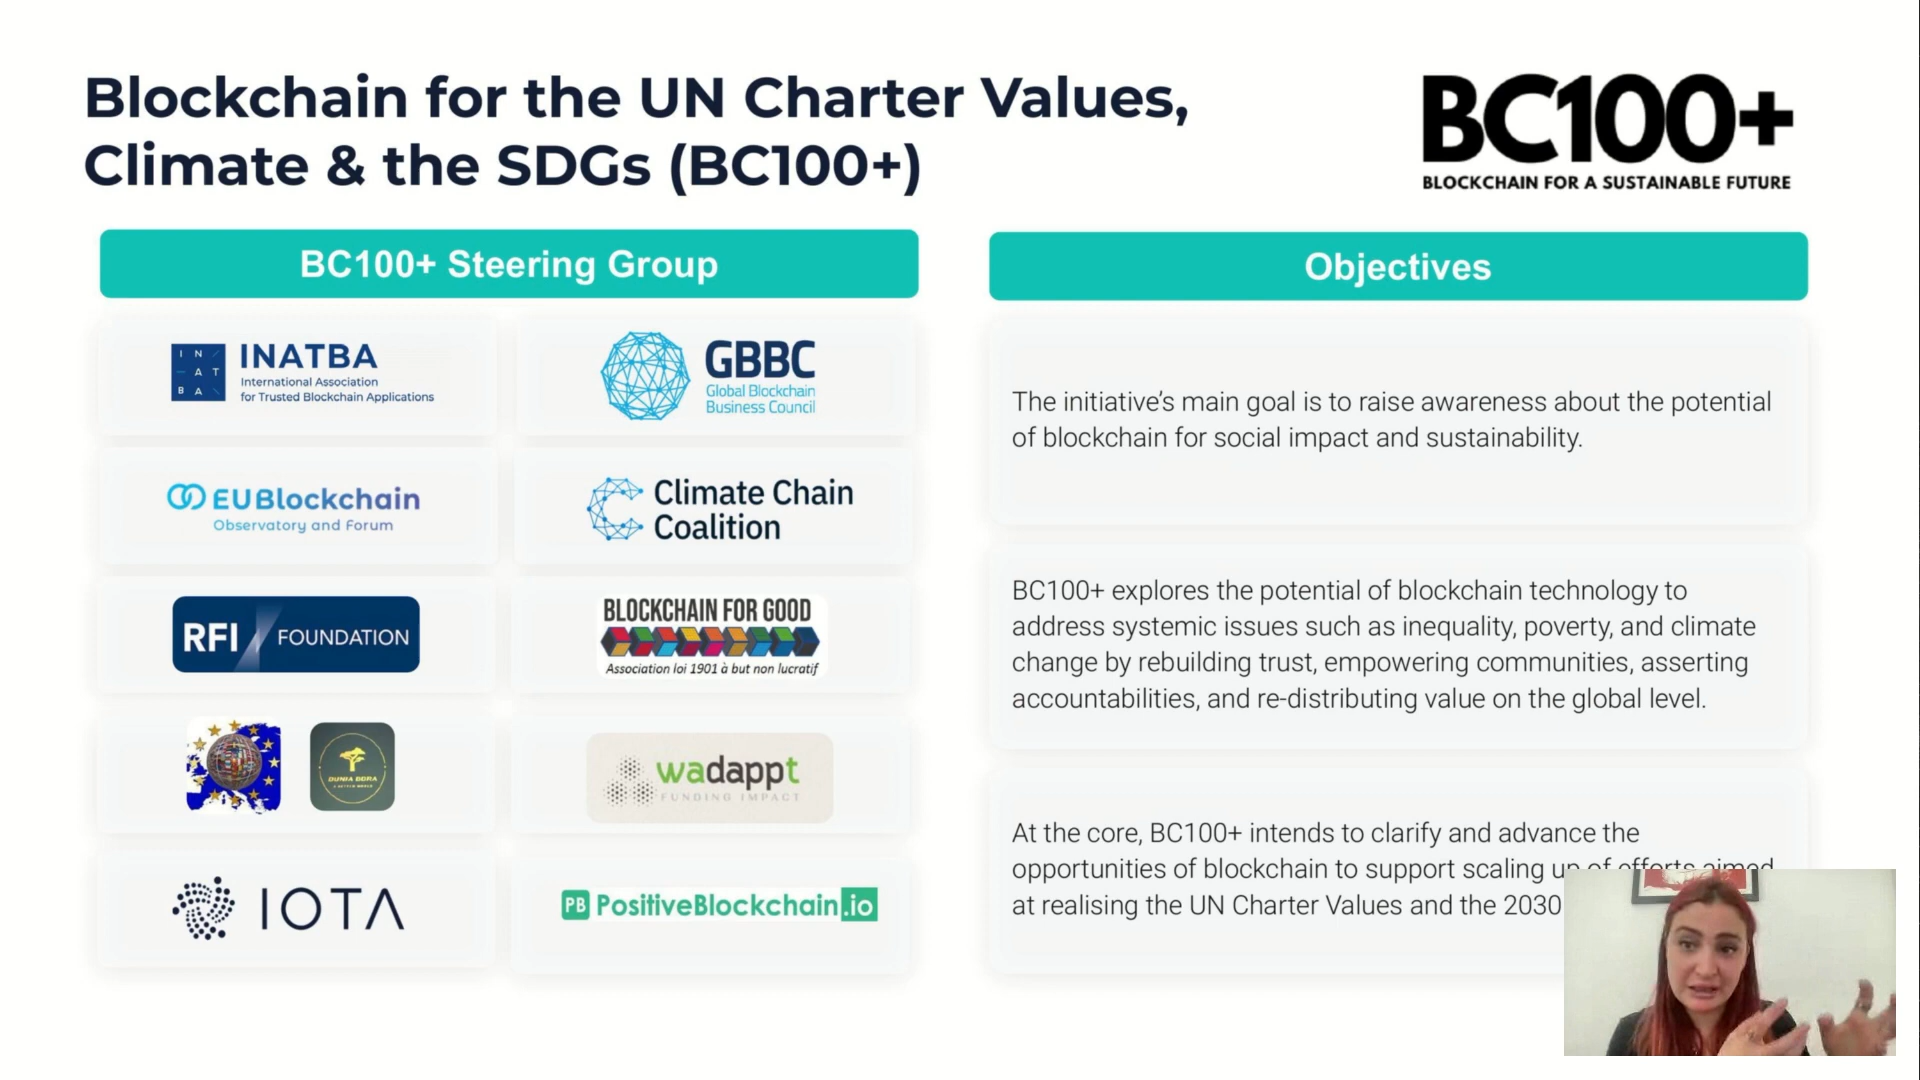 Blockchain for the UN Charter Values,
Climate & the SDGs (BC100+)
BC100+
BLOCKCHAIN FOR A SUSTAINABLE FUTURE
BC100+ Steering Group
I N
A T
B A
INATBA
International Association
for Trusted Blockchain Applications
GBBC
Global Blockchain
Business Council
EUBlockchain
Observatory and Forum
Climate Chain
Coalition
RFI FOUNDATION
BLOCKCHAIN FOR GOOD
Association loi 1901 à but non lucratif
DUNIA BORA
wadappt
FUNDING IMPACT
IOTA
PB PositiveBlockchain.io
Objectives
The initiative’s main goal is to raise awareness about the potential
of blockchain for social impact and sustainability.
BC100+ explores the potential of blockchain technology to
address systemic issues such as inequality, poverty, and climate
change by rebuilding trust, empowering communities, asserting
accountabilities, and re-distributing value on the global level.
At the core, BC100+ intends to clarify and advance the
opportunities of blockchain to support scaling up of efforts aimed
at realising the UN Charter Values and the 2030